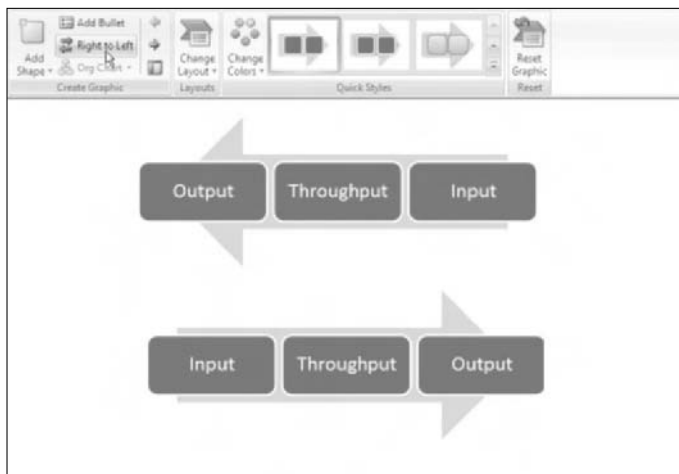 Add Shape
Add Bullet
Right to Left
Org Chart
Create Graphic
Change Layout
Layouts
Change Colors
Quick Styles
Reset Graphic
Reset
Output Throughput Input
Input Throughput Output